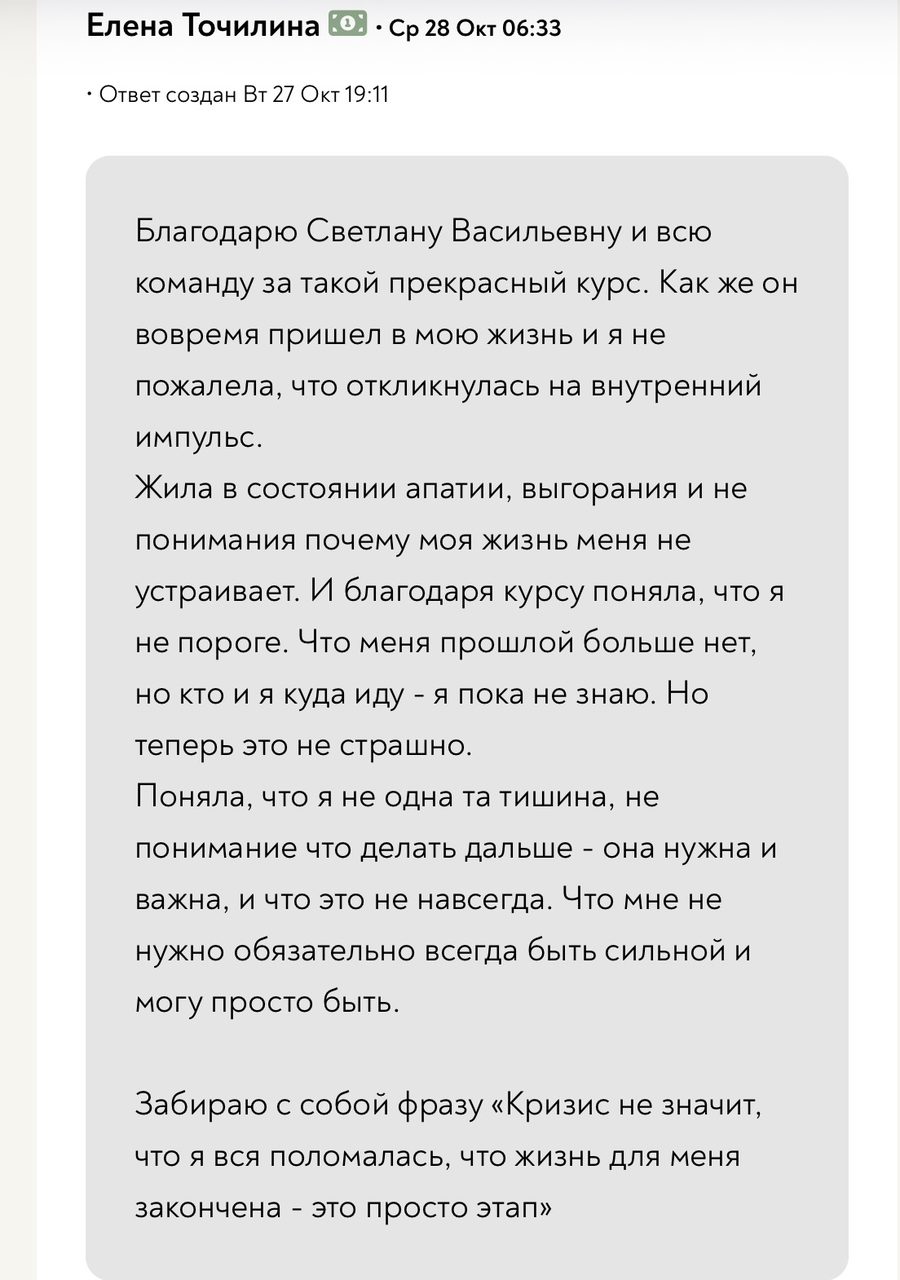 Елена Точилина • Ср 28 Окт 06:33
• Ответ создан Вт 27 Окт 19:11
Благодарю Светлану Васильевну и всю
команду за такой прекрасный курс. Как же он
вовремя пришел в мою жизнь и я не
пожалела, что откликнулась на внутренний
импульс.
Жила в состоянии апатии, выгорания и не
понимания почему моя жизнь меня не
устраивает. И благодаря курсу поняла, что я
не пороге. Что меня прошлой больше нет,
но кто и я куда иду - я пока не знаю. Но
теперь это не страшно.
Поняла, что я не одна та тишина, не
понимание что делать дальше - она нужна и
важна, и что это не навсегда. Что мне не
нужно обязательно всегда быть сильной и
могу просто быть.
Забираю с собой фразу «Кризис не значит,
что я вся поломалась, что жизнь для меня
закончена - это просто этап»